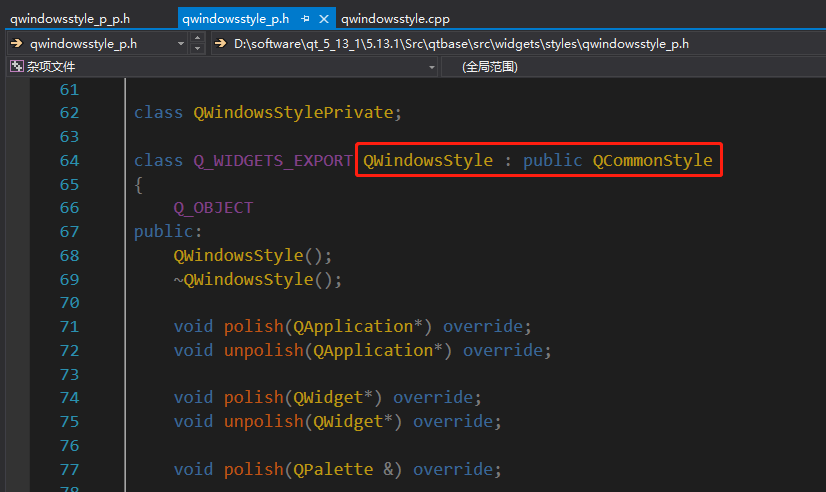 qwindowsstyle_p_p.h qwindowsstyle_p.h qwindowsstyle.cpp
qwindowsstyle_p.h D:\software\qt_5_13_1\5.13.1\Src\qtbase\src\widgets\styles\qwindowsstyle_p.h
杂项文件 (全局范围)
61
62 class QWindowsStylePrivate;
63
64 class Q_WIDGETS_EXPORT QWindowsStyle : public QCommonStyle
65 {
66 Q_OBJECT
67 public:
68 QWindowsStyle();
69 ~QWindowsStyle();
70
71 void polish(QApplication*) override;
72 void unpolish(QApplication*) override;
73
74 void polish(QWidget*) override;
75 void unpolish(QWidget*) override;
76
77 void polish(QPalette &) override;
78